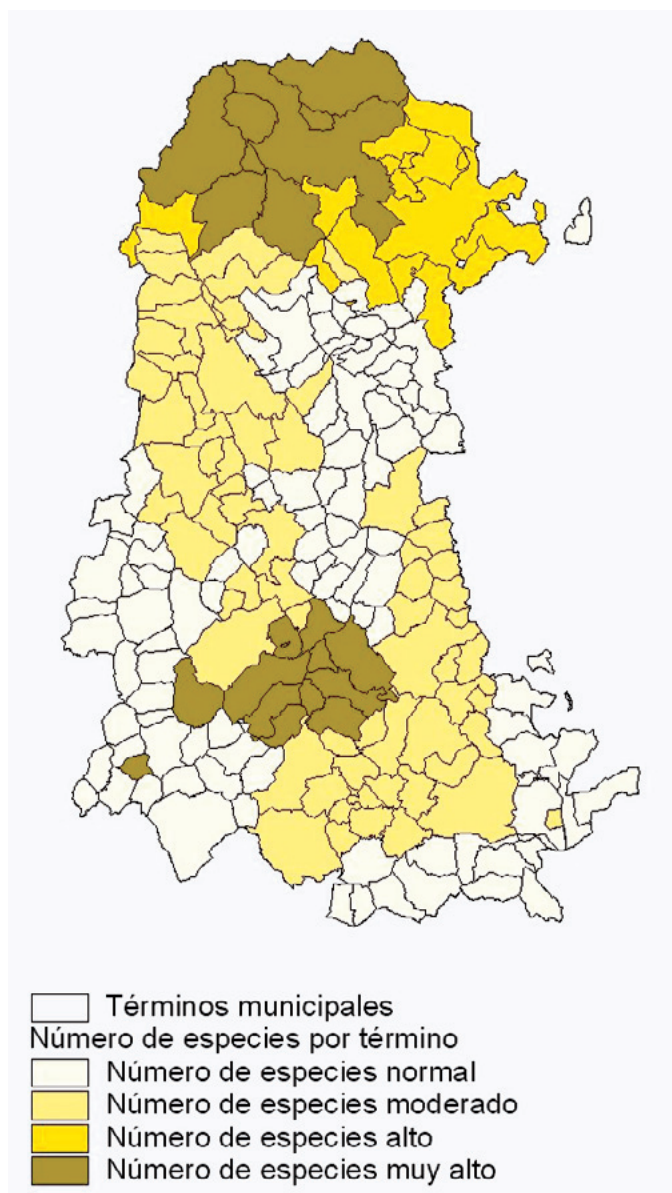 Términos municipales
Número de especies por término
Número de especies normal
Número de especies moderado
Número de especies alto
Número de especies muy alto